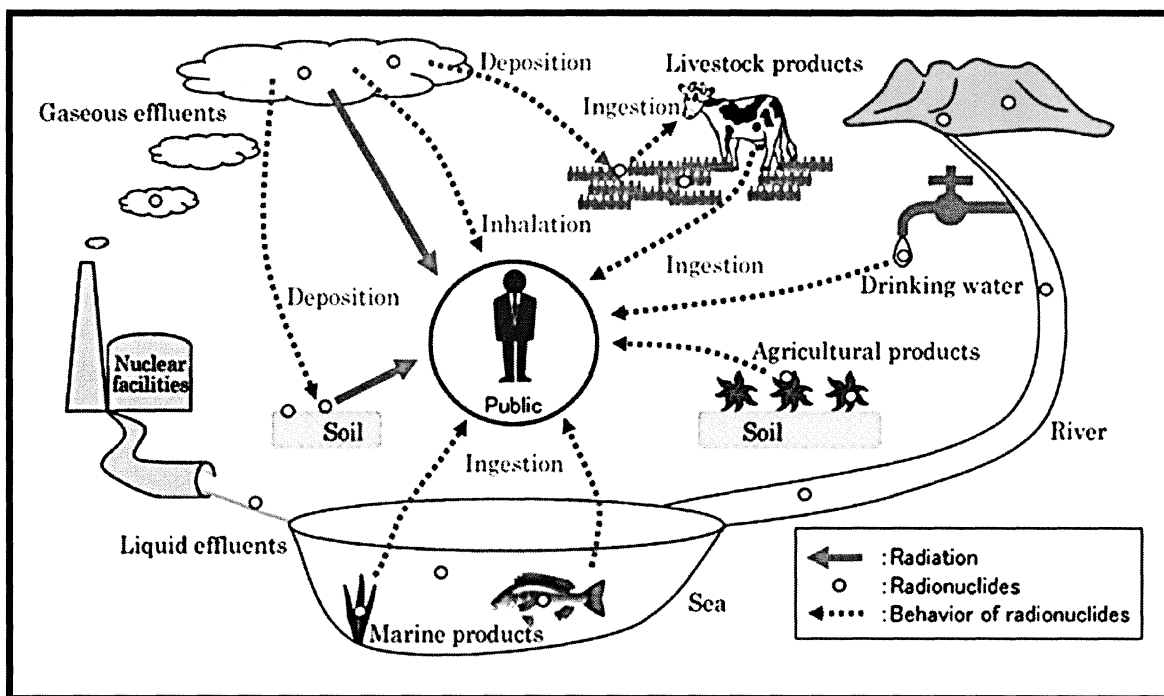 Deposition
Livestock products
Gaseous effluents
Ingestion
Inhalation
Ingestion
Drinking water
Deposition
Nuclear
facilities
Agricultural products
Public
Soil
Soil
River
Ingestion
Liquid effluents
Sea
Marine products
:Radiation
:Radionuclides
:Behavior of radionuclides